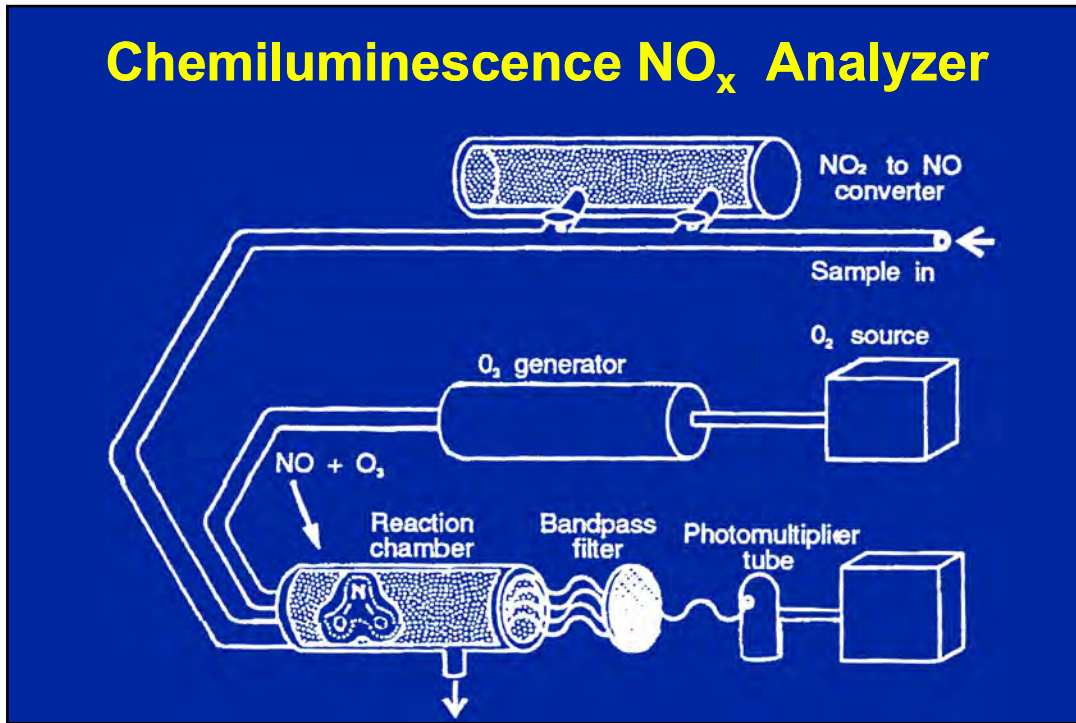 Chemiluminescence NOₓ Analyzer
NO₂ to NO
converter
Sample in
O₂ source
O₃ generator
NO + O₃
Reaction
chamber
Bandpass
filter
Photomultiplier
tube
N
O O